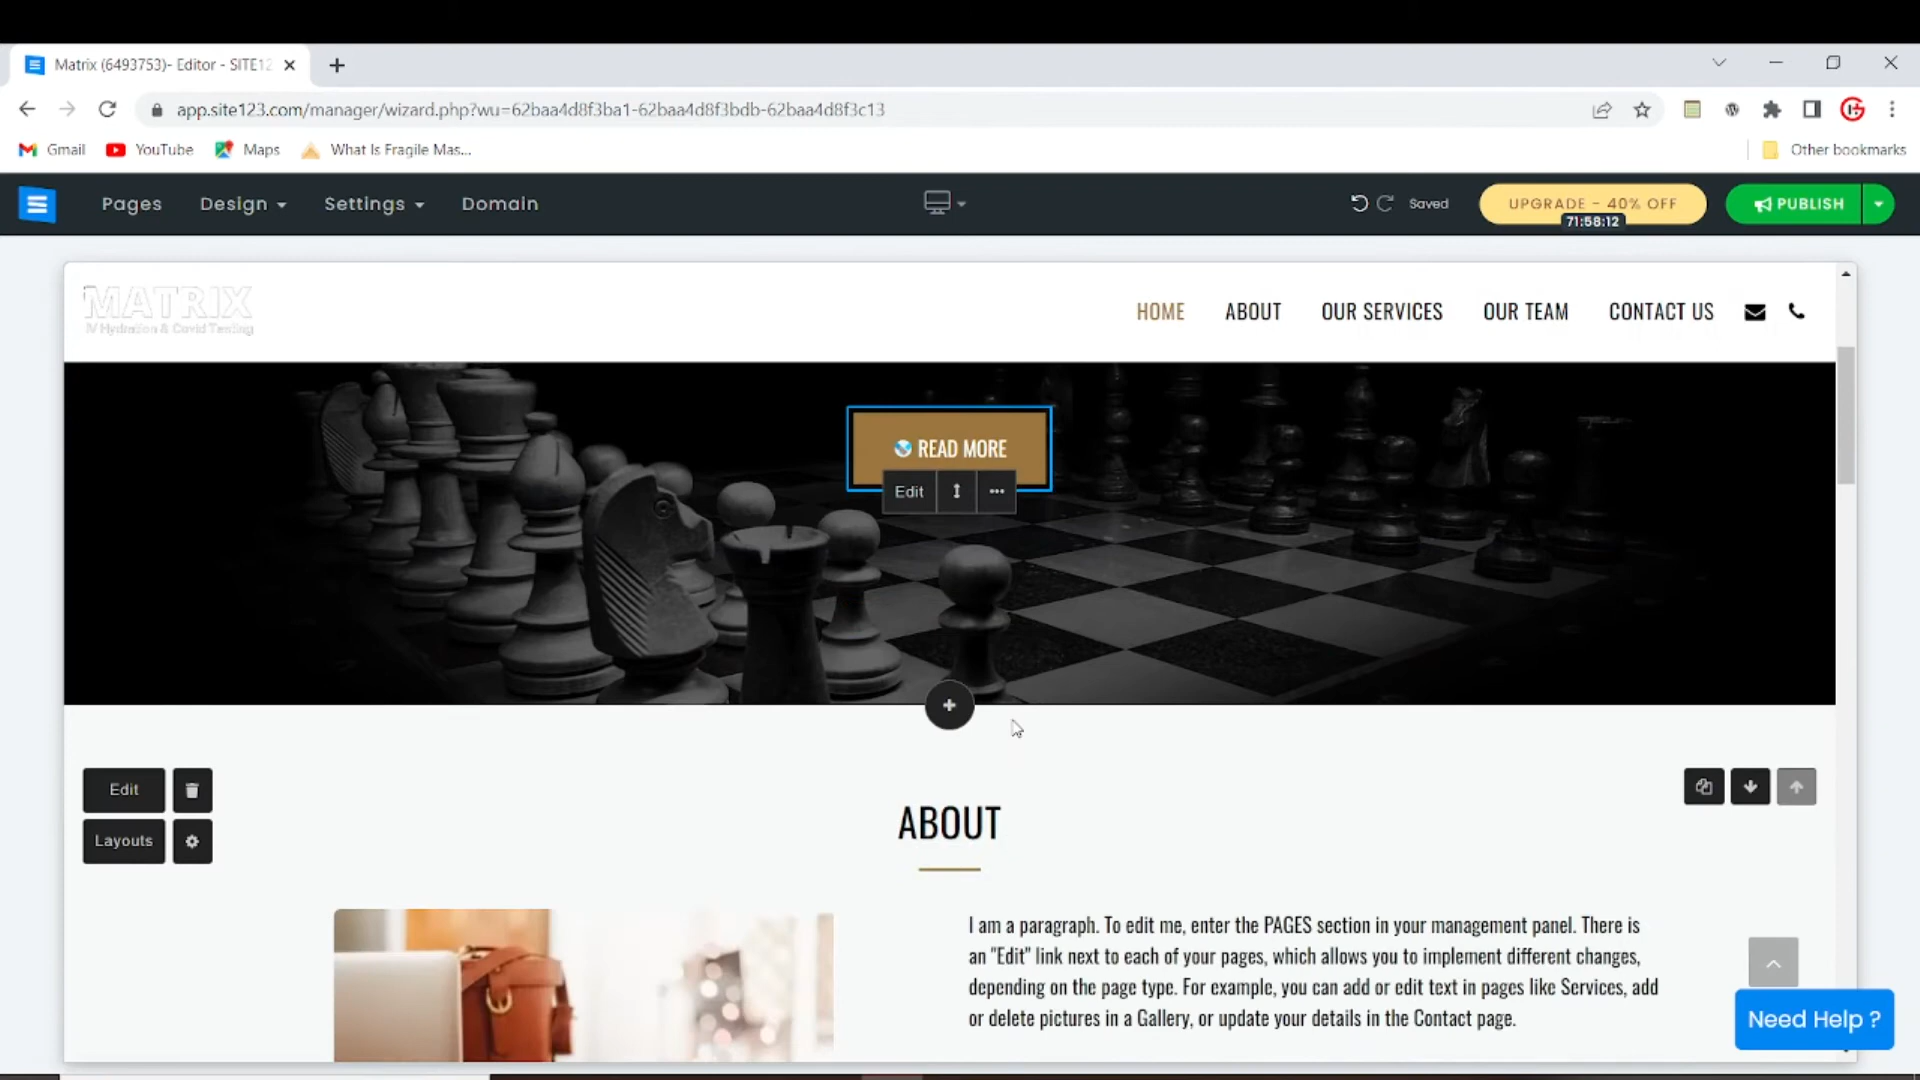 Matrix (6493753)- Editor - SITE12
app.site123.com/manager/wizard.php?wu=62baa4d8f3ba1-62baa4d8f3bdb-62baa4d8f3c13
Gmail YouTube Maps What Is Fragile Mas... Other bookmarks
Pages Design Settings Domain Saved UPGRADE - 40% OFF PUBLISH
71:58:12
MATRIX
IV Hydration & Covid Testing
HOME ABOUT OUR SERVICES OUR TEAM CONTACT US
READ MORE
Edit
Edit
Layouts
ABOUT
I am a paragraph. To edit me, enter the PAGES section in your management panel. There is
an "Edit" link next to each of your pages, which allows you to implement different changes,
depending on the page type. For example, you can add or edit text in pages like Services, add
or delete pictures in a Gallery, or update your details in the Contact page.
Need Help ?